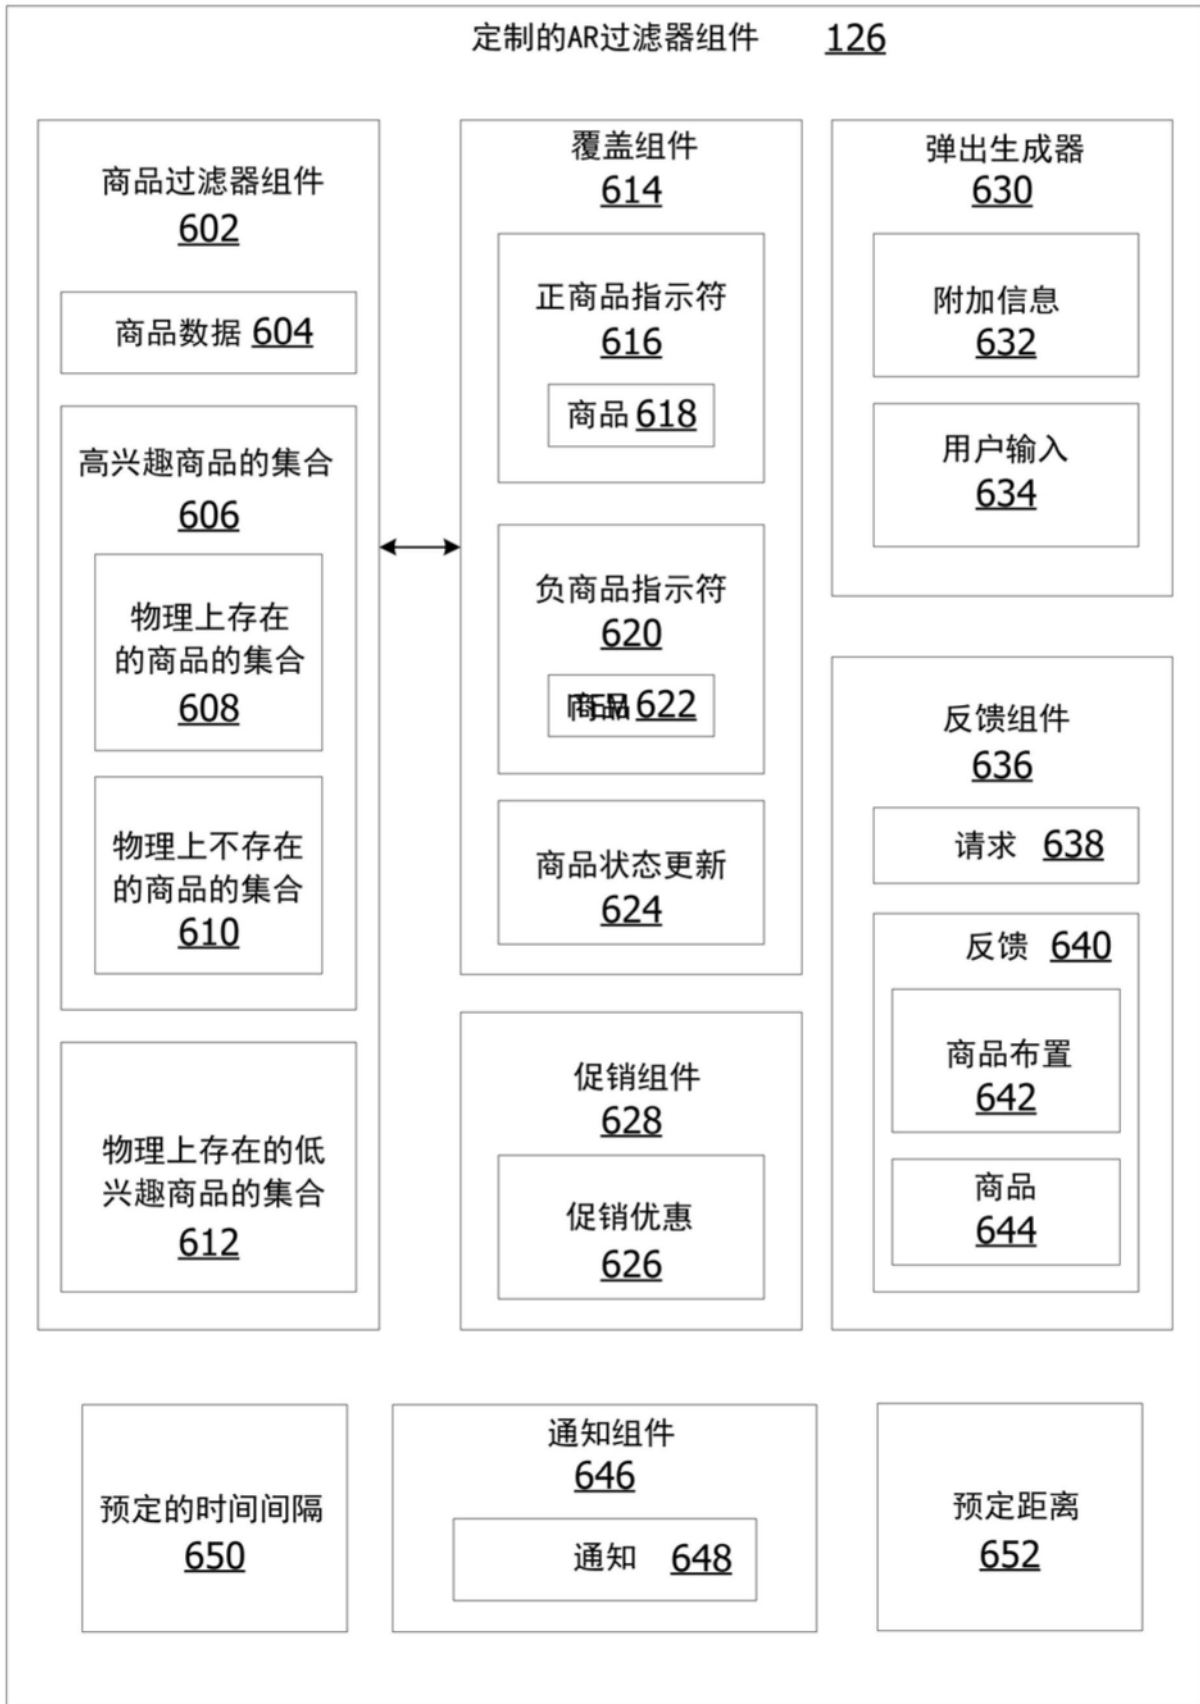 定制的AR过滤器组件 126
商品过滤器组件
602
商品数据 604
高兴趣商品的集合
606
物理上存在
的商品的集合
608
物理上不存在
的商品的集合
610
物理上存在的低
兴趣商品的集合
612
覆盖组件
614
正商品指示符
616
商品 618
负商品指示符
620
622
商品状态更新
624
促销组件
628
促销优惠
626
弹出生成器
630
附加信息
632
用户输入
634
反馈组件
636
请求 638
反馈 640
商品布置
642
商品
644
预定的时间间隔
650
通知组件
646
通知 648
预定距离
652